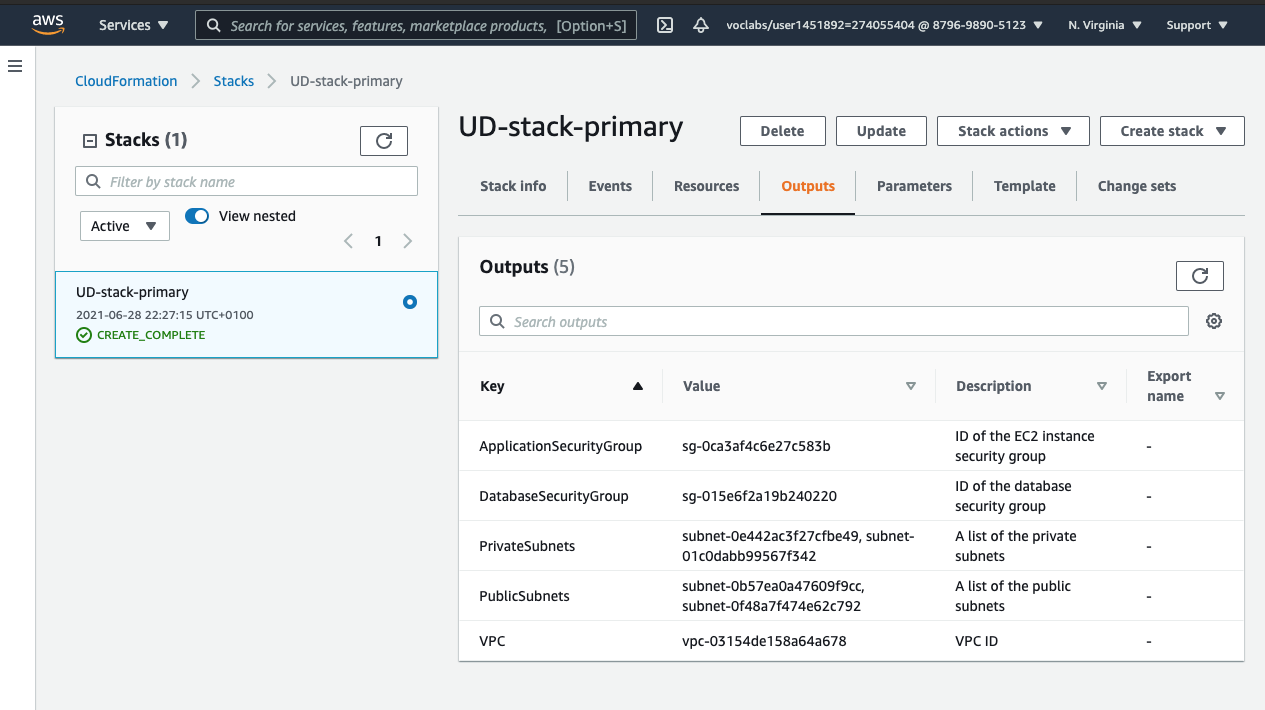 aws
Services
Search for services, features, marketplace products, [Option+S]
voclabs/user1451892=274055404 @ 8796-9890-5123
N. Virginia
Support
CloudFormation
Stacks
UD-stack-primary
Stacks (1)
Filter by stack name
Active
View nested
1
UD-stack-primary
2021-06-28 22:27:15 UTC+0100
CREATE_COMPLETE
UD-stack-primary
Delete
Update
Stack actions
Create stack
Stack info
Events
Resources
Outputs
Parameters
Template
Change sets
Outputs (5)
Search outputs
Key
Value
Description
Export
name
ApplicationSecurityGroup
sg-0ca3af4c6e27c583b
ID of the EC2 instance
security group
-
DatabaseSecurityGroup
sg-015e6f2a19b240220
ID of the database
security group
-
PrivateSubnets
subnet-0e442ac3f27cfbe49, subnet-
01c0dabb99567f342
A list of the private
subnets
-
PublicSubnets
subnet-0b57ea0a47609f9cc,
subnet-0f48a7f474e62c792
A list of the public
subnets
-
VPC
vpc-03154de158a64a678
VPC ID
-